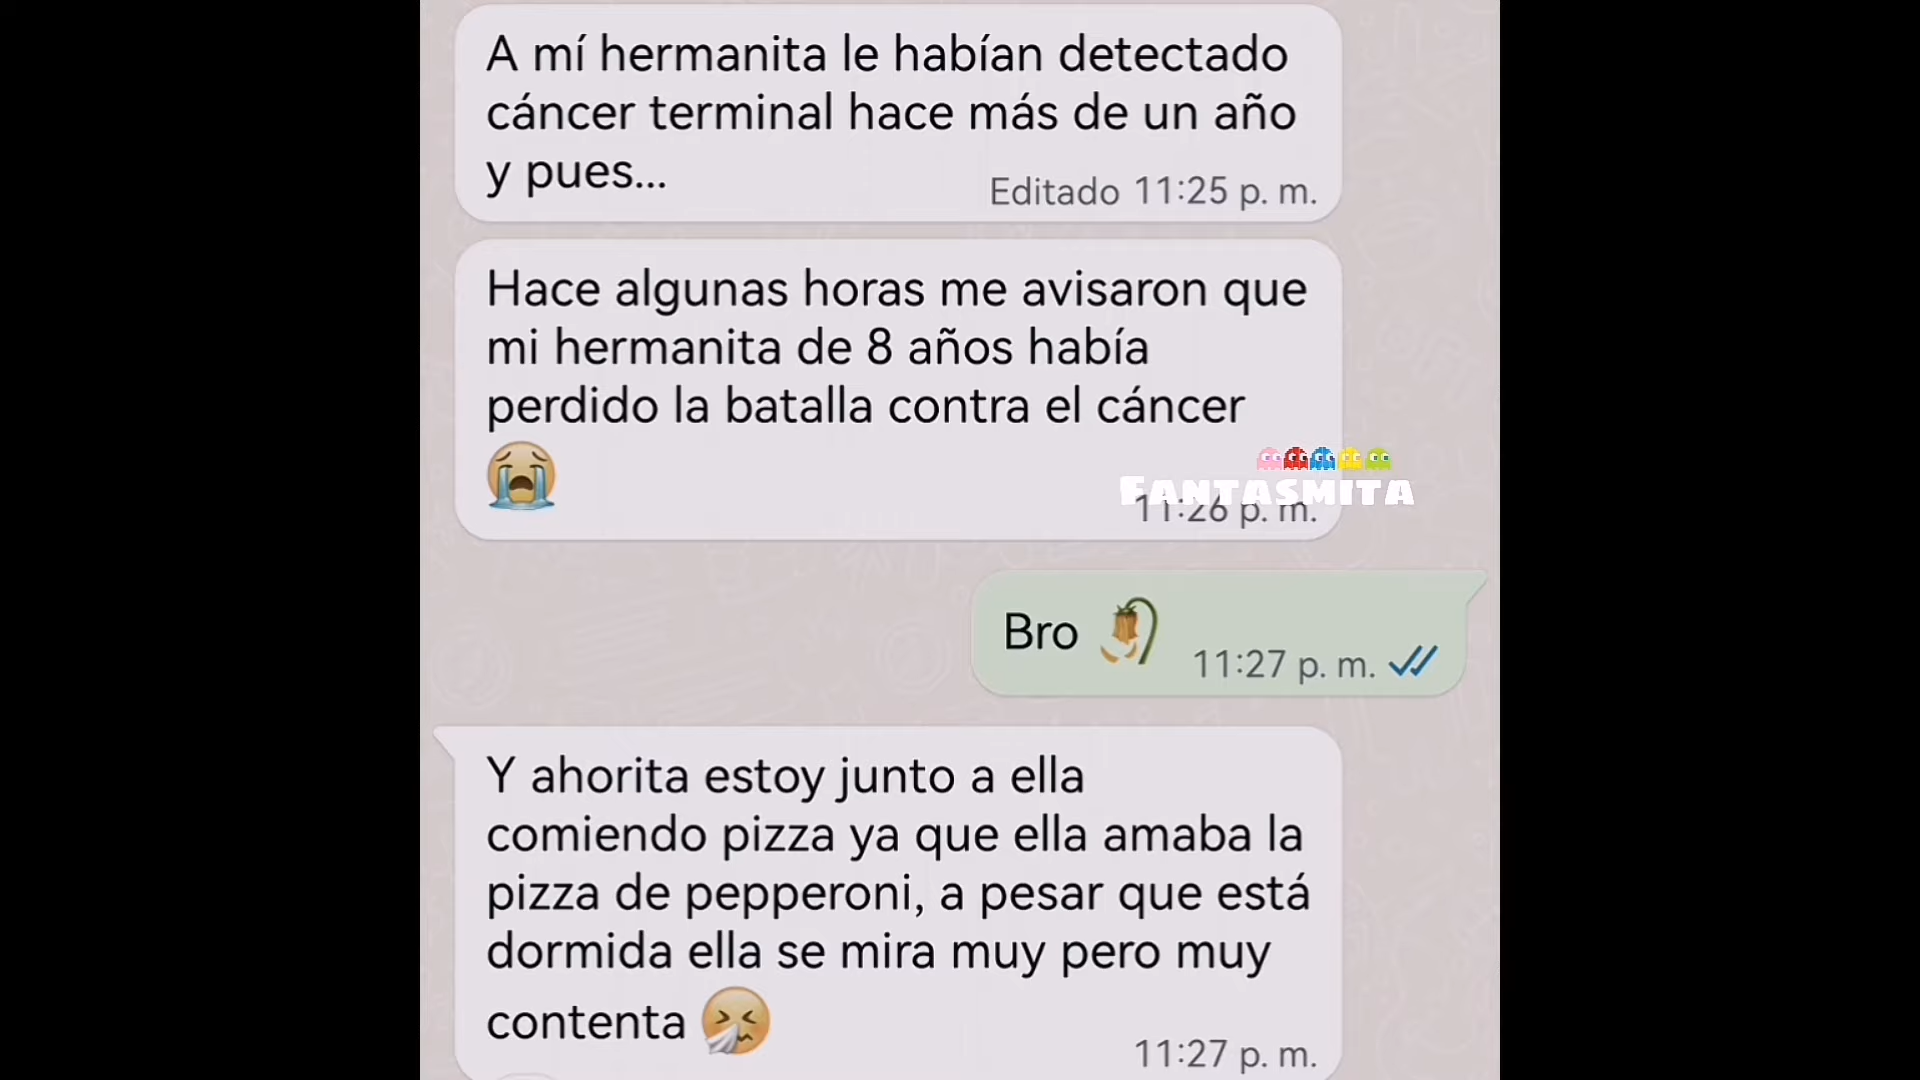 A mí hermanita le habían detectado
cáncer terminal hace más de un año
y pues...
Editado 11:25 p. m.
Hace algunas horas me avisaron que
mi hermanita de 8 años había
perdido la batalla contra el cáncer
😭
FANTASMITA
11:26 p. m.
Bro 🥀 11:27 p. m.
Y ahorita estoy junto a ella
comiendo pizza ya que ella amaba la
pizza de pepperoni, a pesar que está
dormida ella se mira muy pero muy
contenta 🤧
11:27 p. m.